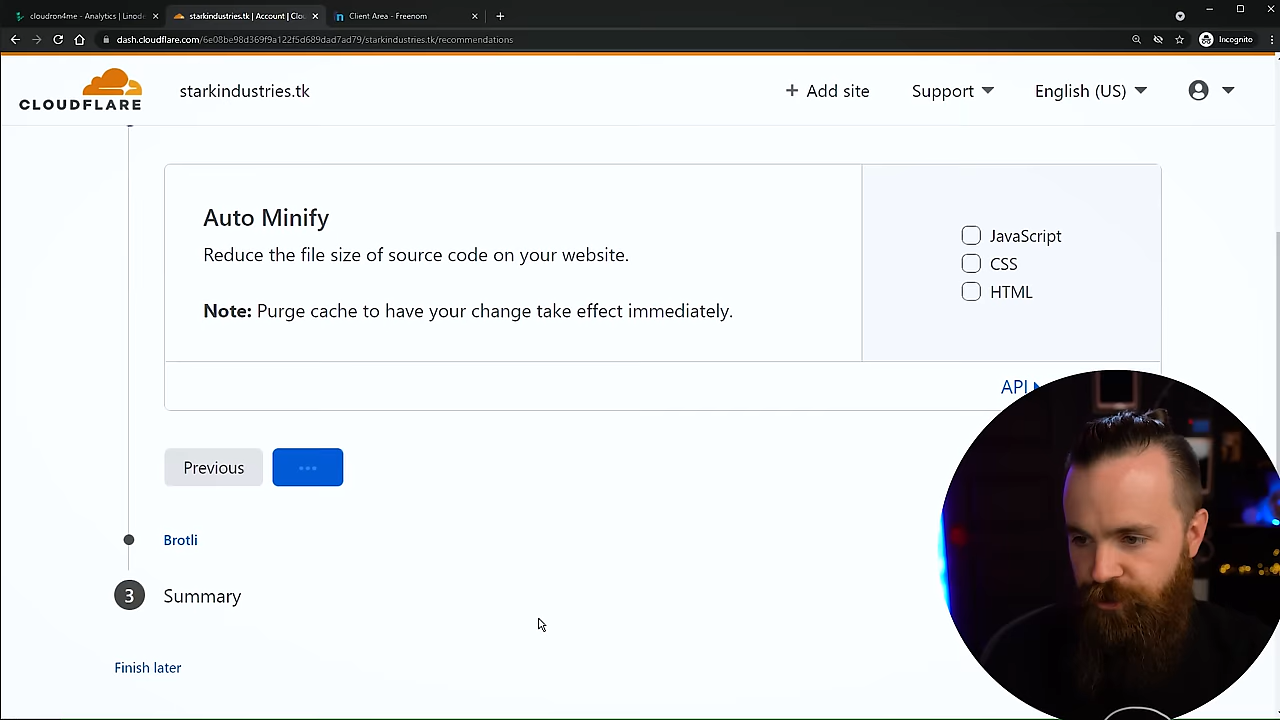 cloudron4me - Analytics | Linode
starkindustries.tk | Account | Clou
Client Area - Freenom
dash.cloudflare.com/6e08be98d369f9a122f5d689dad7ad79/starkindustries.tk/recommendations
Incognito
CLOUDFLARE
starkindustries.tk
+ Add site
Support
English (US)
Auto Minify
Reduce the file size of source code on your website.
Note: Purge cache to have your change take effect immediately.
JavaScript
CSS
HTML
API
Previous
...
Brotli
3 Summary
Finish later